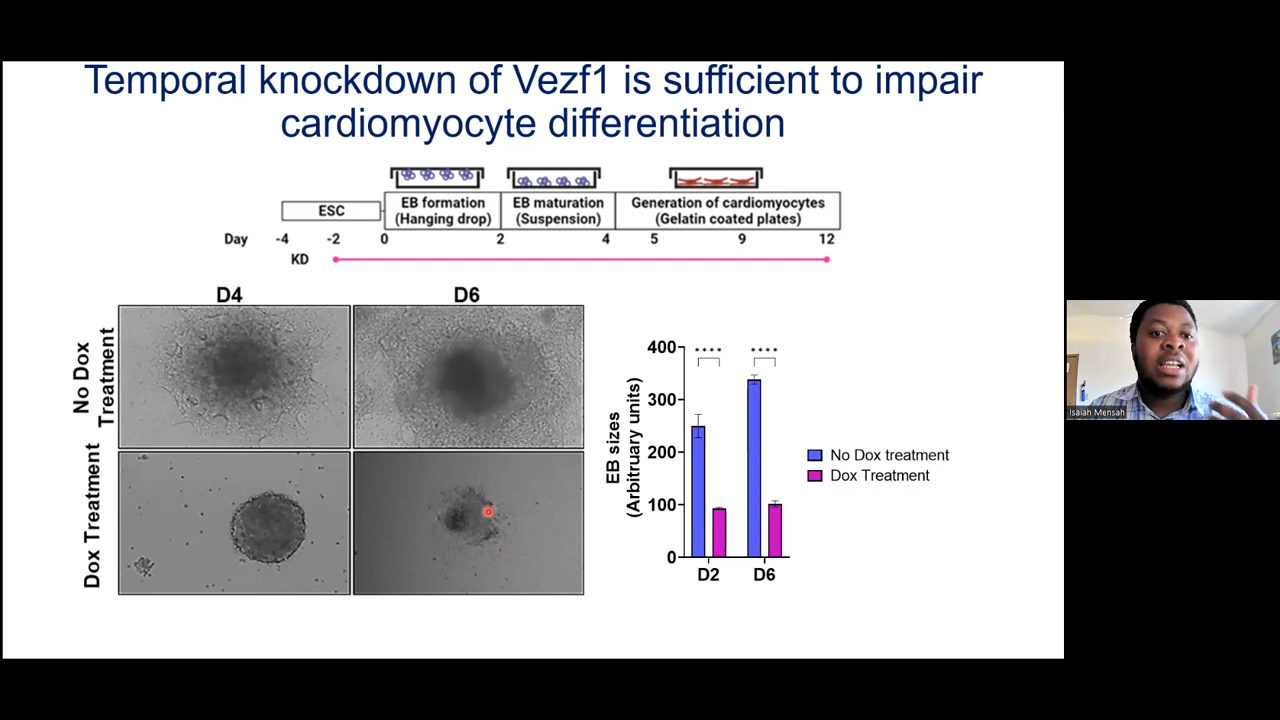 Temporal knockdown of Vezf1 is sufficient to impair
cardiomyocyte differentiation
ESC
EB formation
(Hanging drop)
EB maturation
(Suspension)
Generation of cardiomyocytes
(Gelatin coated plates)
Day -4 -2 0 2 4 5 9 12
KD
D4 D6
No Dox
Treatment
Dox Treatment
EB sizes
(Arbitruary units)
400
300
200
100
0
**** ****
D2 D6
No Dox treatment
Dox Treatment
Isaiah Mensah